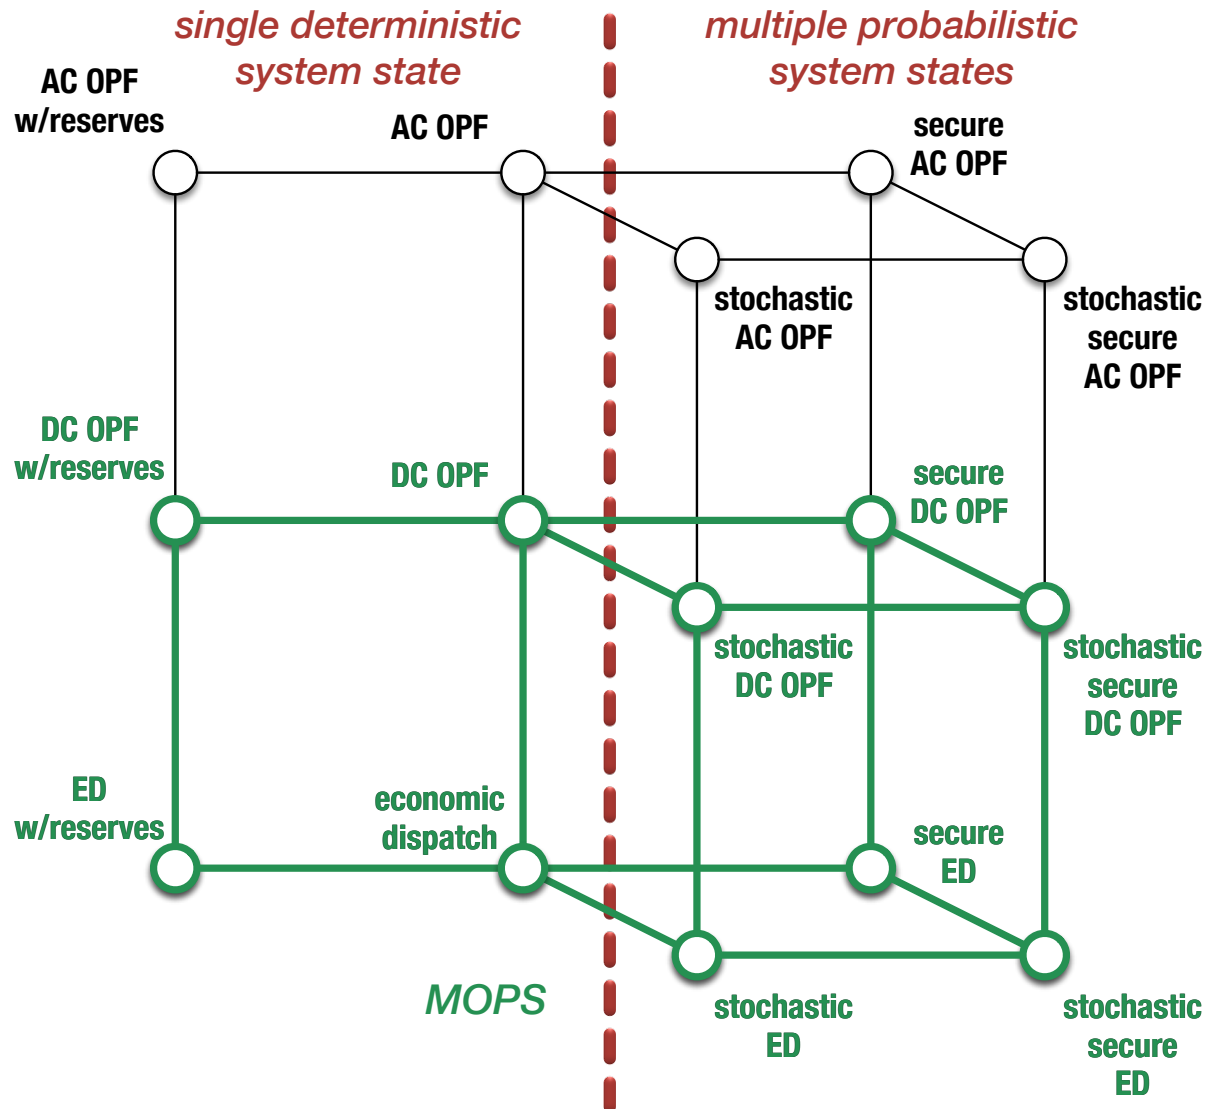 single deterministic
system state
multiple probabilistic
system states
AC OPF
w/reserves
AC OPF
secure
AC OPF
stochastic
AC OPF
stochastic
secure
AC OPF
DC OPF
w/reserves
DC OPF
secure
DC OPF
stochastic
DC OPF
stochastic
secure
DC OPF
ED
w/reserves
economic
dispatch
secure
ED
MOPS
stochastic
ED
stochastic
secure
ED